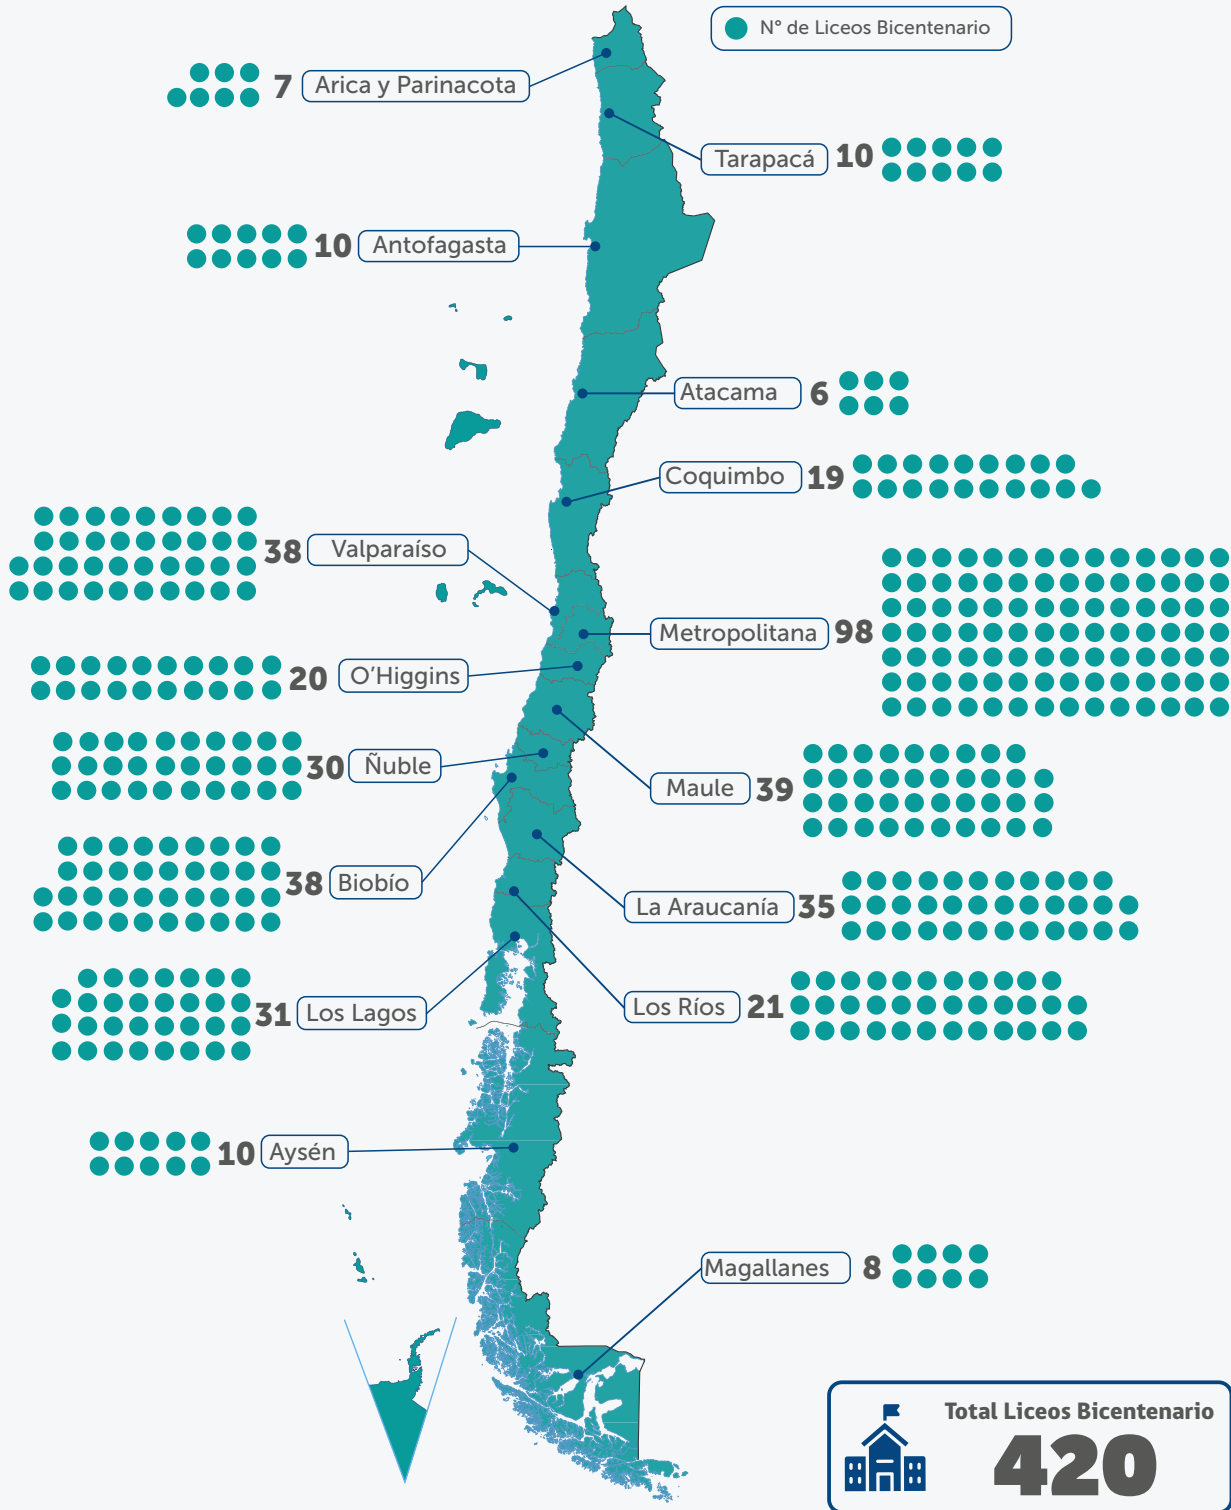 N° de Liceos Bicentenario
7 Arica y Parinacota
Tarapacá 10
10 Antofagasta
Atacama 6
Coquimbo 19
38 Valparaíso
Metropolitana 98
20 O'Higgins
30 Ñuble
Maule 39
38 Biobío
La Araucanía 35
31 Los Lagos
Los Ríos 21
10 Aysén
Magallanes 8
Total Liceos Bicentenario
420